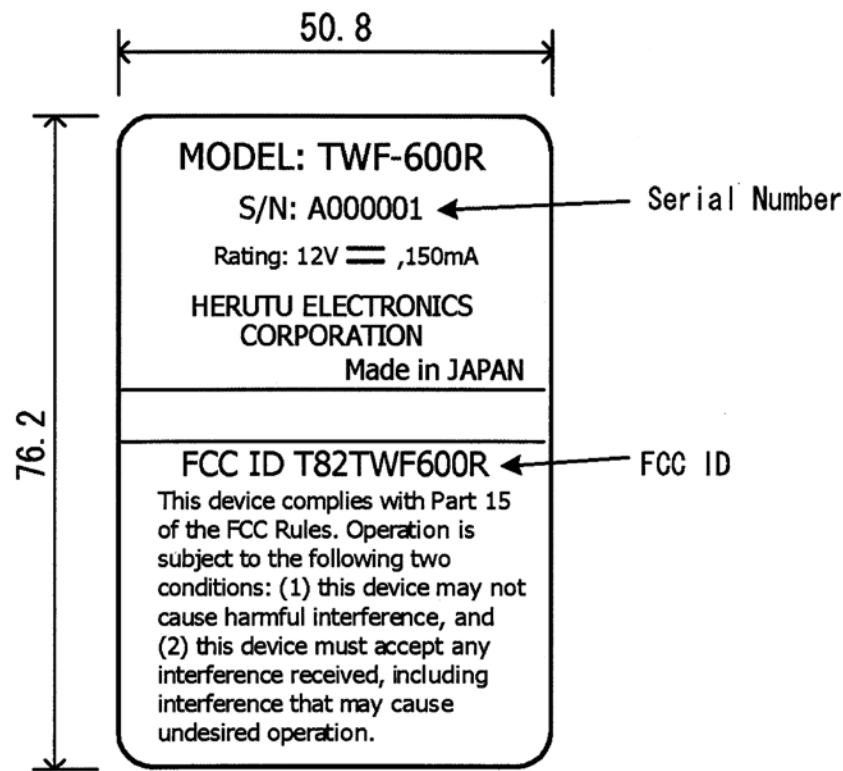 50.8
MODEL: TWF-600R
S/N: A000001
Serial Number
Rating: 12V ,150mA
HERUTU ELECTRONICS
CORPORATION
Made in JAPAN
76.2
FCC ID T82TWF600R
FCC ID
This device complies with Part 15
of the FCC Rules. Operation is
subject to the following two
conditions: (1) this device may not
cause harmful interference, and
(2) this device must accept any
interference received, including
interference that may cause
undesired operation.